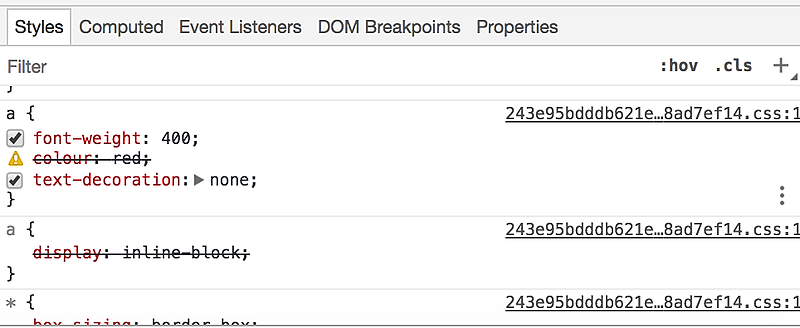 Styles Computed Event Listeners DOM Breakpoints Properties
Filter :hov .cls +
}
a { 243e95bdddb621e…8ad7ef14.css:1
font-weight: 400;
colour: red;
text-decoration: none;
}
a { 243e95bdddb621e…8ad7ef14.css:1
display: inline-block;
}
* { 243e95bdddb621e…8ad7ef14.css:1
box-sizing: border-box;